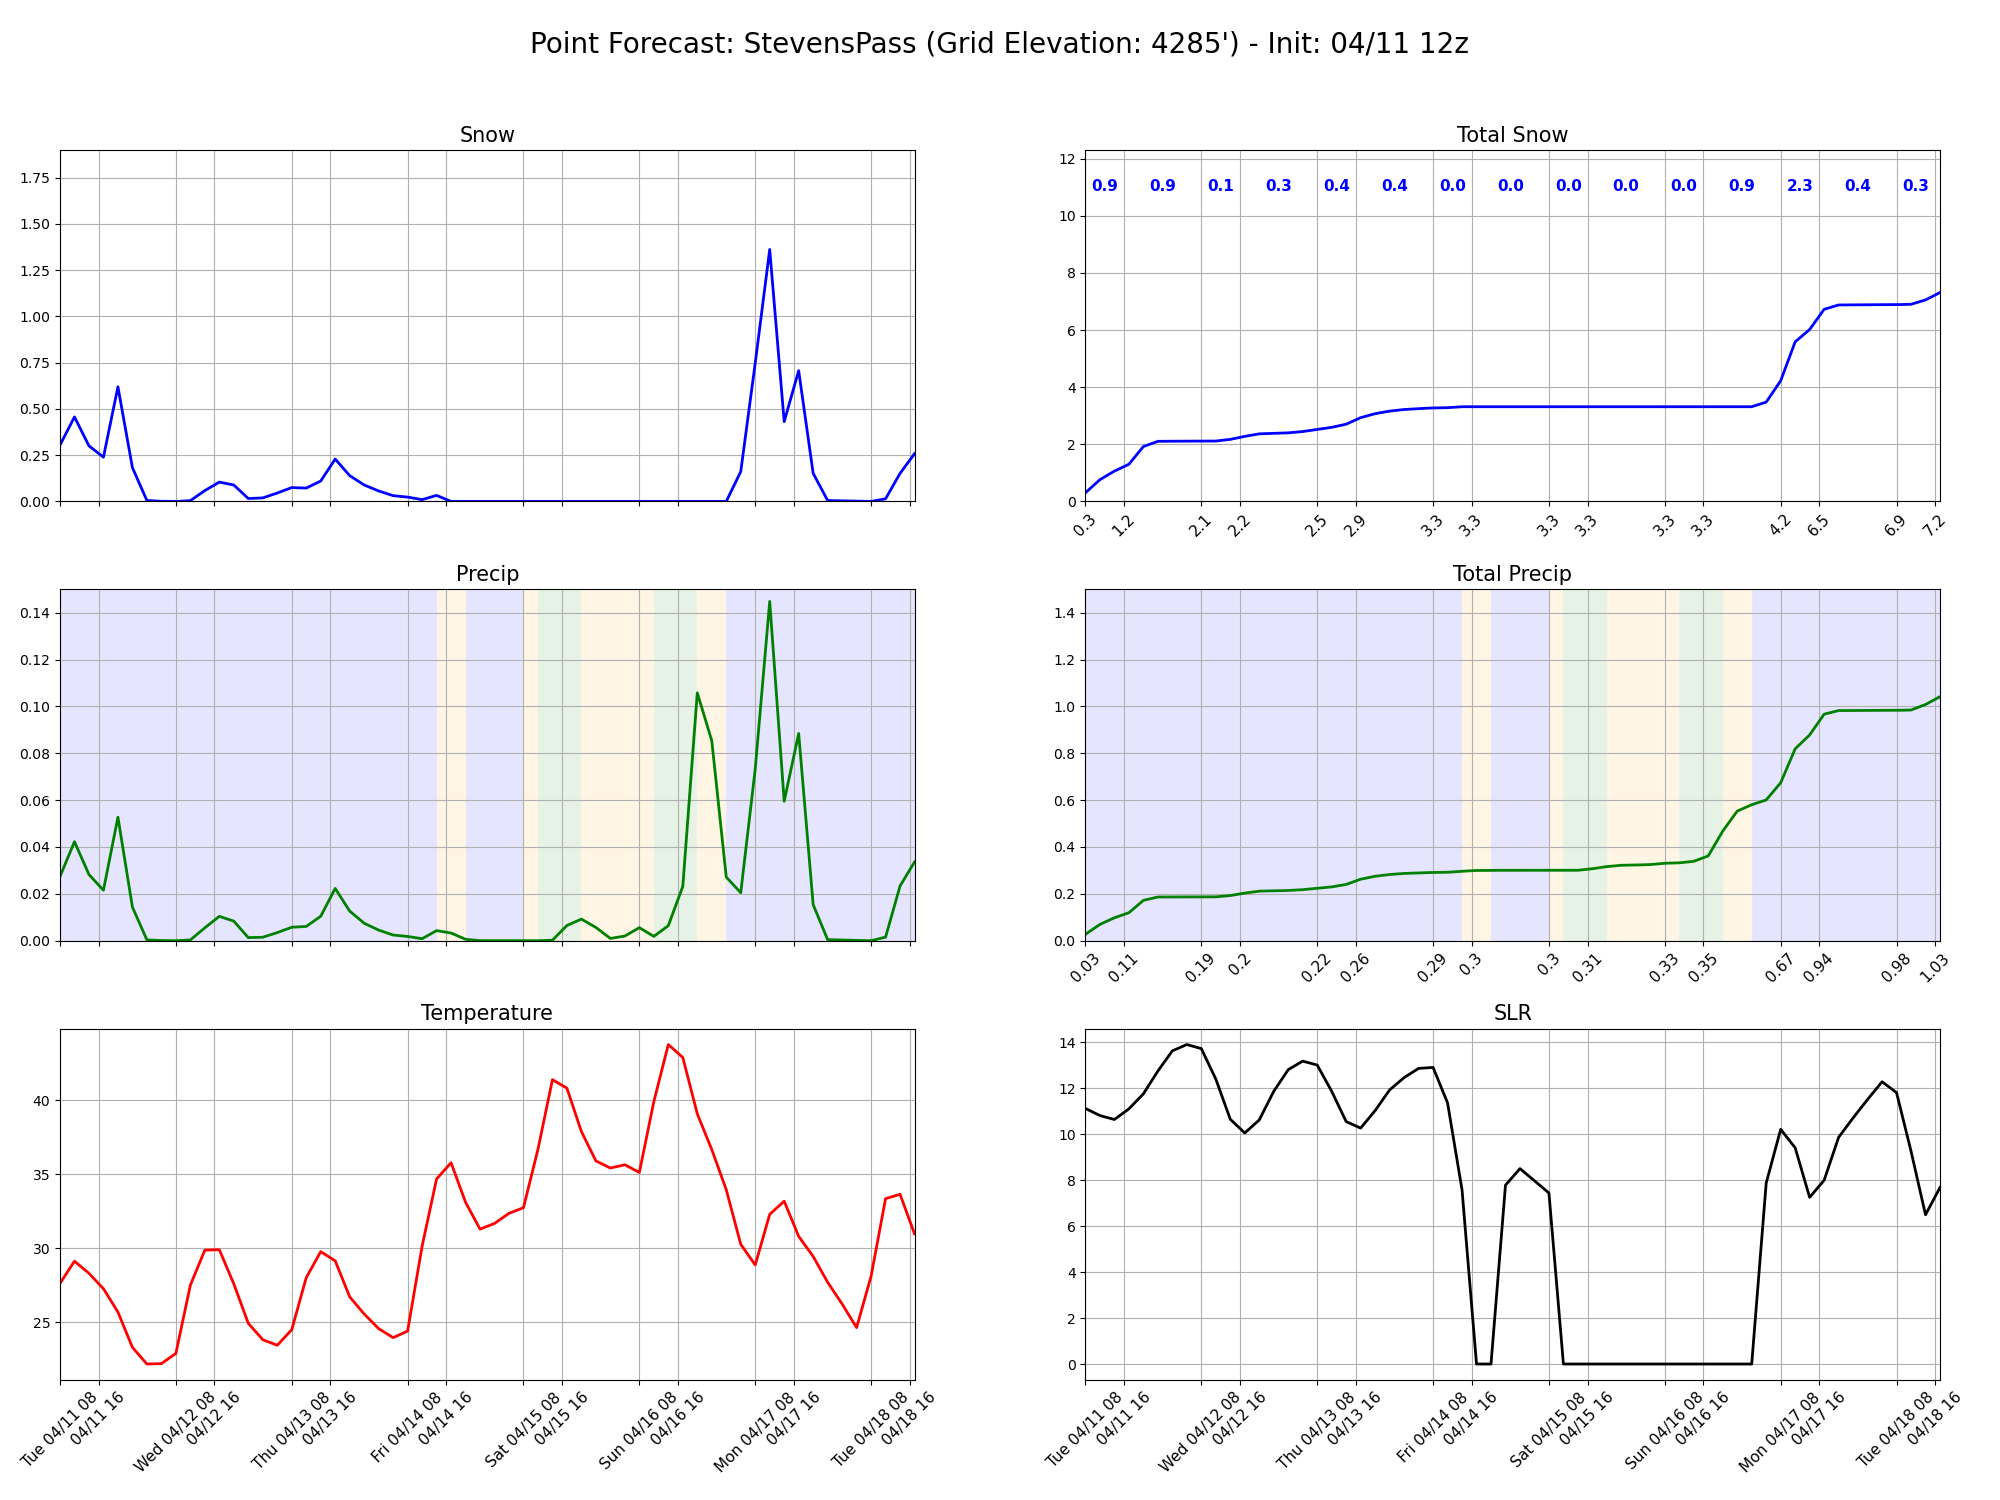 Point Forecast: StevensPass (Grid Elevation: 4285') - Init: 04/11 12z
Snow
1.75
1.50
1.25
1.00
0.75
0.50
0.25
0.00
Total Snow
12
10
8
6
4
2
0
0.9 0.9 0.1 0.3 0.4 0.4 0.0 0.0 0.0 0.0 0.0 0.9 2.3 0.4 0.3
0.3 1.2 2.1 2.2 2.5 2.9 3.3 3.3 3.3 3.3 3.3 3.3 4.2 6.5 6.9 7.2
Precip
0.14
0.12
0.10
0.08
0.06
0.04
0.02
0.00
Total Precip
1.4
1.2
1.0
0.8
0.6
0.4
0.2
0.0
0.03 0.11 0.19 0.2 0.22 0.26 0.29 0.3 0.3 0.31 0.33 0.35 0.67 0.94 0.98 1.03
Temperature
40
35
30
25
Tue 04/11 08
04/11 16
Wed 04/12 08
04/12 16
Thu 04/13 08
04/13 16
Fri 04/14 08
04/14 16
Sat 04/15 08
04/15 16
Sun 04/16 08
04/16 16
Mon 04/17 08
04/17 16
Tue 04/18 08
04/18 16
SLR
14
12
10
8
6
4
2
0
Tue 04/11 08
04/11 16
Wed 04/12 08
04/12 16
Thu 04/13 08
04/13 16
Fri 04/14 08
04/14 16
Sat 04/15 08
04/15 16
Sun 04/16 08
04/16 16
Mon 04/17 08
04/17 16
Tue 04/18 08
04/18 16